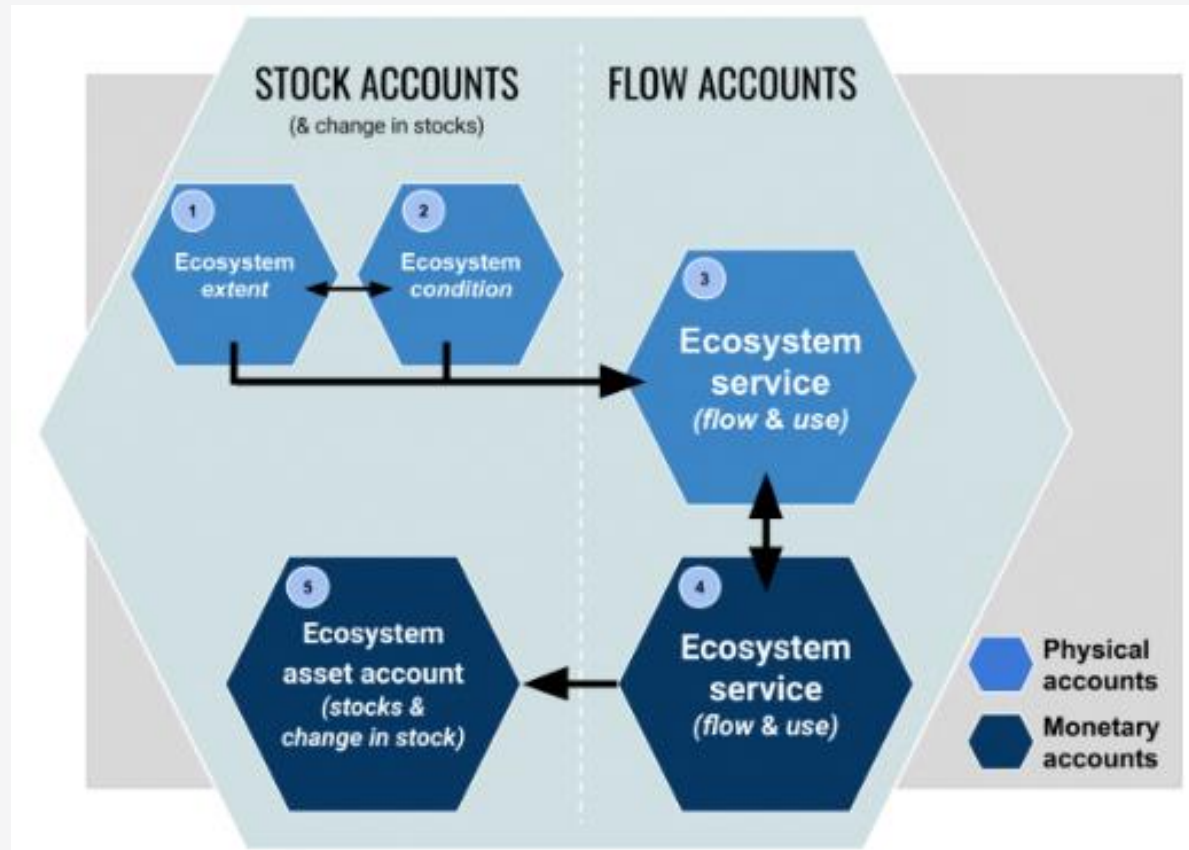 STOCK ACCOUNTS
(& change in stocks)
FLOW ACCOUNTS
1
Ecosystem
extent
2
Ecosystem
condition
3
Ecosystem
service
(flow & use)
5
Ecosystem
asset account
(stocks &
change in stock)
4
Ecosystem
service
(flow & use)
Physical
accounts
Monetary
accounts